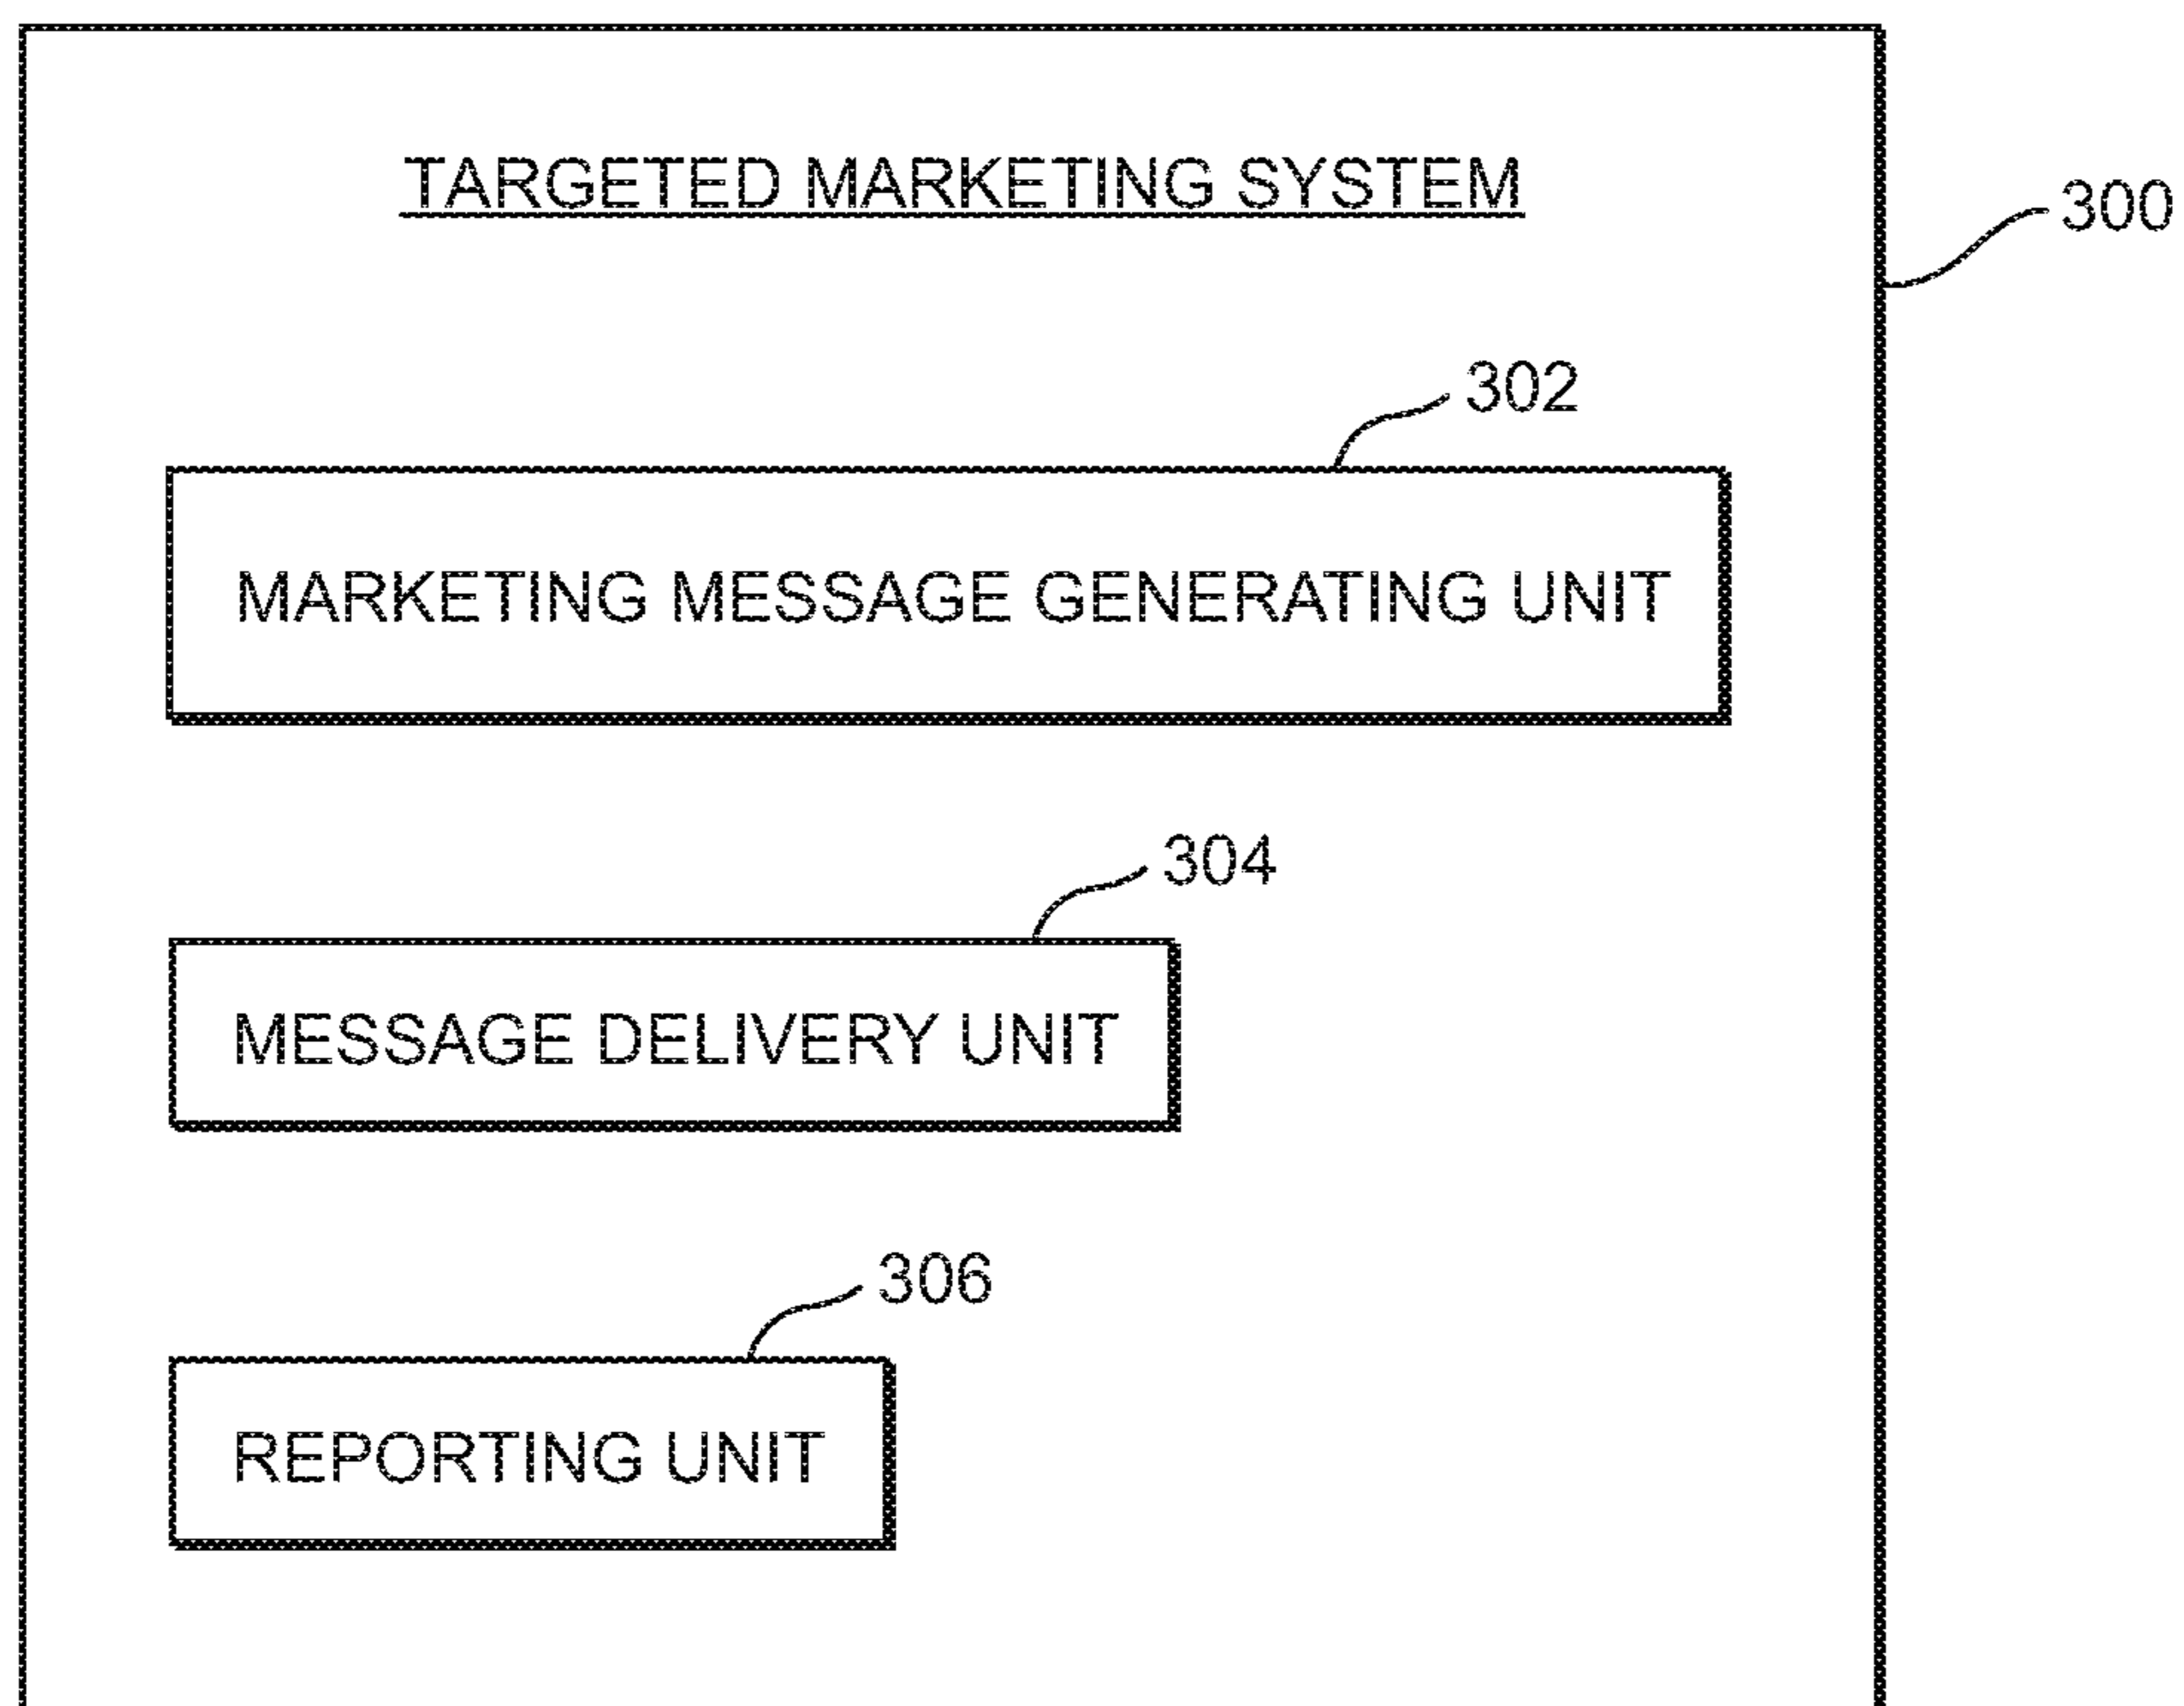 TARGETED MARKETING SYSTEM
300
302
MARKETING MESSAGE GENERATING UNIT
304
MESSAGE DELIVERY UNIT
306
REPORTING UNIT